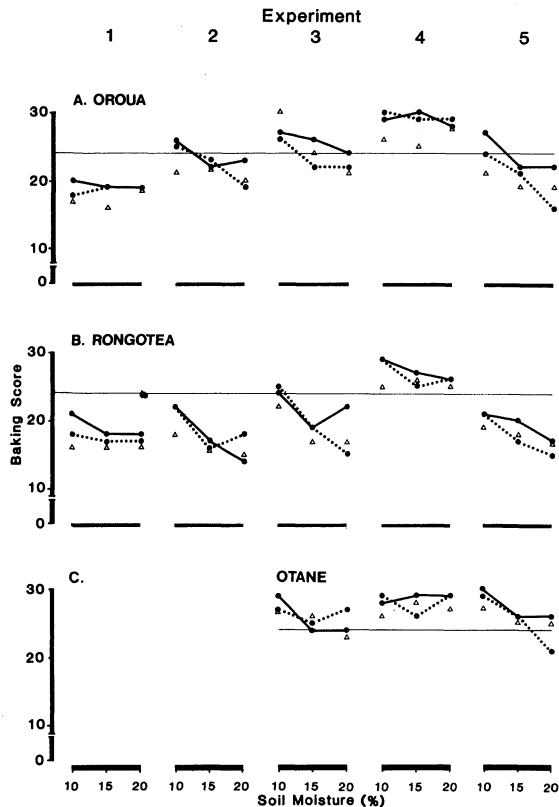 Experiment
1 2 3 4 5
A. OROUA
30
20
10
0
B. RONGOTEA
30
20
10
0
Baking Score
C. OTANE
30
20
10
0
10 15 20 10 15 20 10 15 20 10 15 20 10 15 20
Soil Moisture (%)